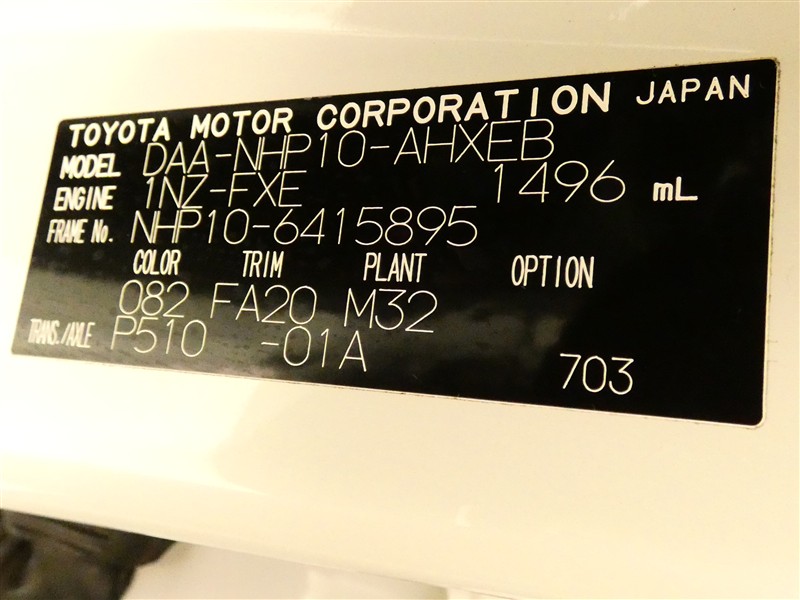 TOYOTA MOTOR CORPORATION JAPAN
MODEL DAA-NHP10-AHXEB
ENGINE 1NZ-FXE 1496 mL
FRAME No. NHP10-6415895
COLOR TRIM PLANT OPTION
082 FA20 M32
TRANS./AXLE P510 -01A
703